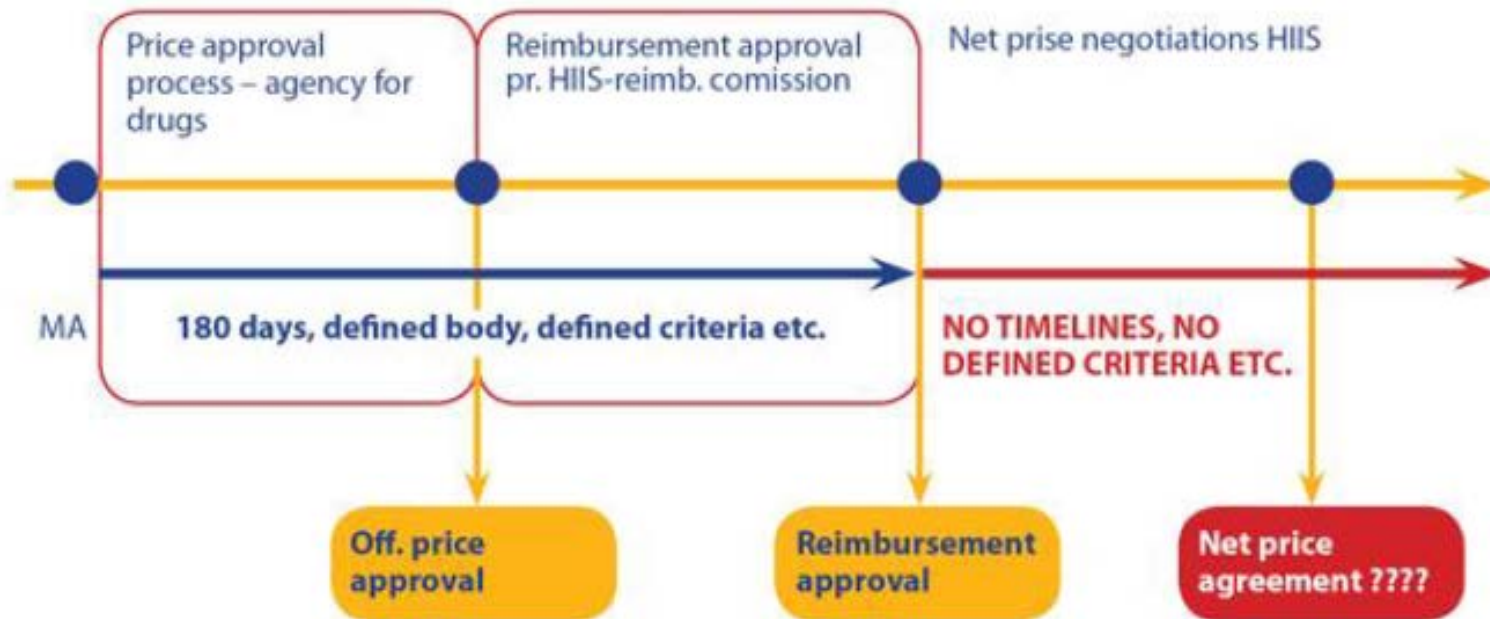 Price approval
process – agency for
drugs
Reimbursement approval
pr. HIIS-reimb. comission
Net prise negotiations HIIS
MA
180 days, defined body, defined criteria etc.
NO TIMELINES, NO
DEFINED CRITERIA ETC.
Off. price
approval
Reimbursement
approval
Net price
agreement ????